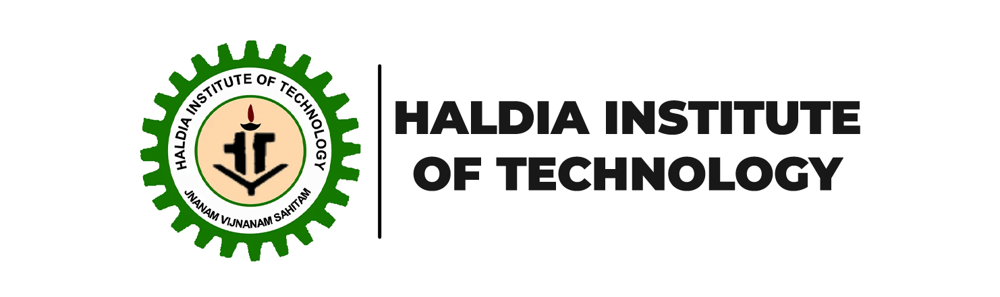 HALDIA INSTITUTE OF TECHNOLOGY
JNANAM VIJNANAM SAHITAM
HALDIA INSTITUTE
OF TECHNOLOGY